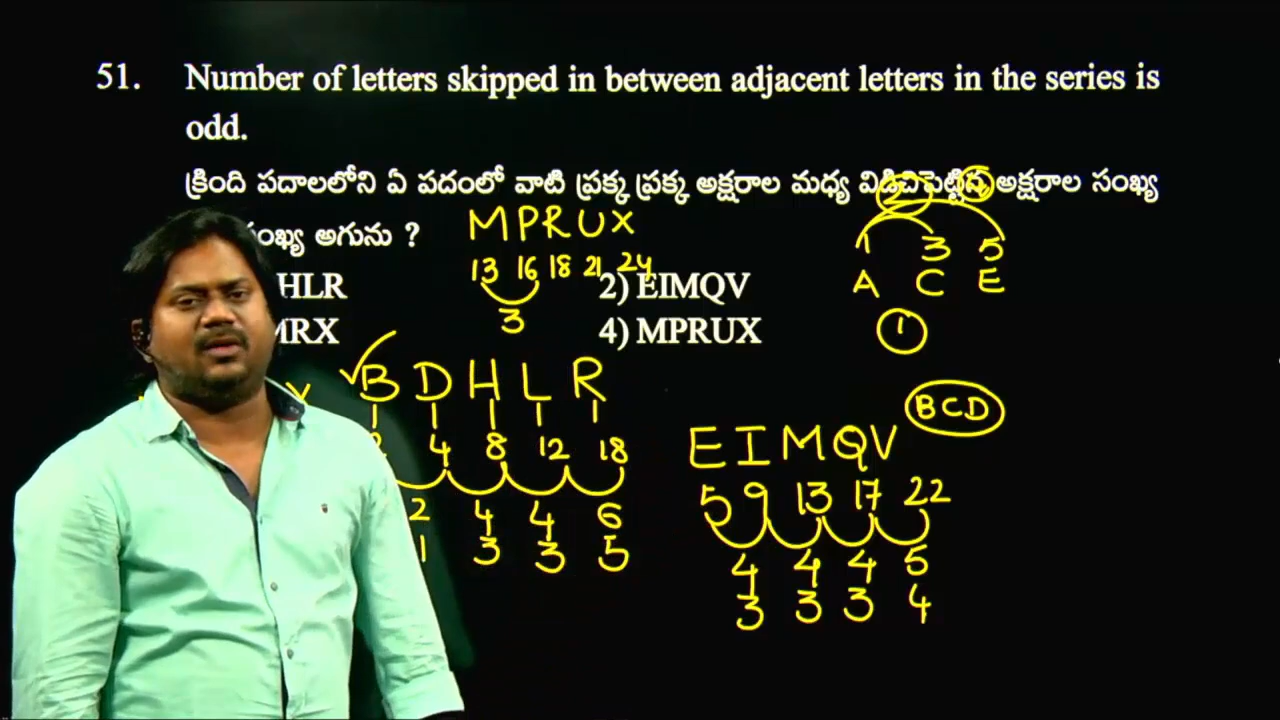 51. Number of letters skipped in between adjacent letters in the series is
odd.
క్రింది పదాలలోని ఏ పదంలో వాటి ప్రక్క ప్రక్క అక్షరాల మధ్య విడిచిపెట్టిన అక్షరాల సంఖ్య
సంఖ్య అగును ?
MPRUX
13 16 18 21 24
3
1 3 5
A C E
1
HLR
2) EIMQV
MRX
4) MPRUX
B D H L R
4 8 12 18
2 4 4 6
1 3 3 5
BCD
EIMQV
5 9 13 17 22
4 4 4 5
3 3 3 4